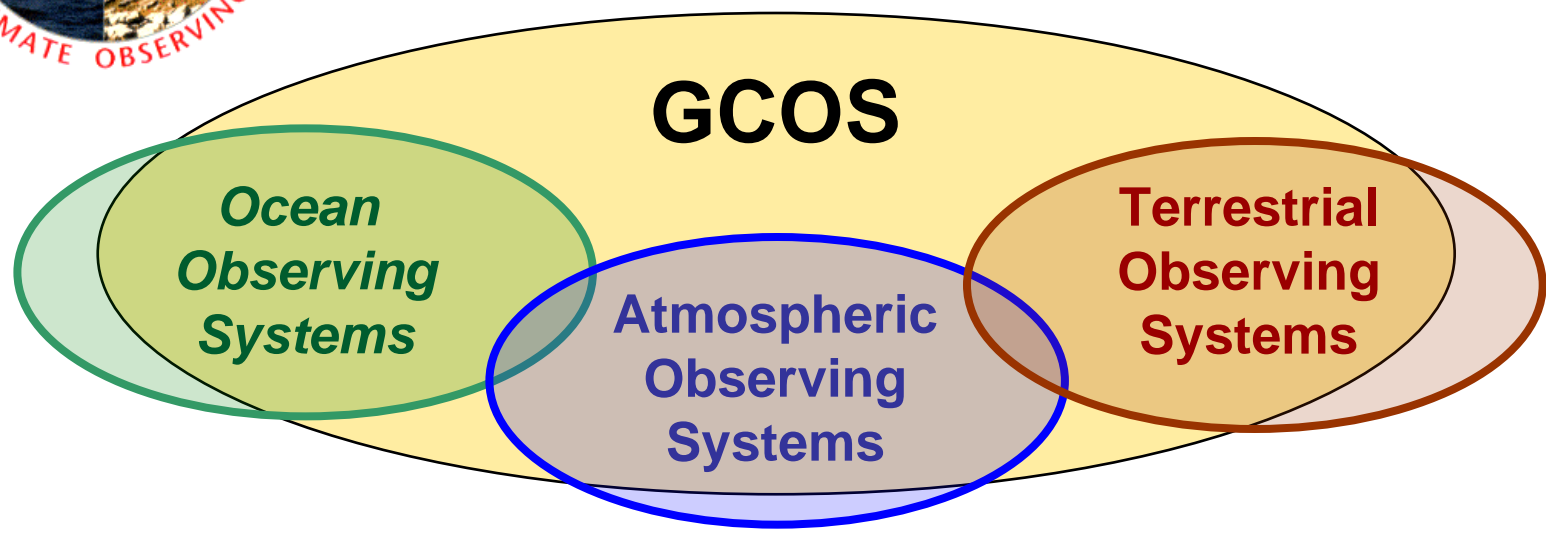 MATE OBSERVIN
GCOS
Ocean
Observing
Systems
Atmospheric
Observing
Systems
Terrestrial
Observing
Systems